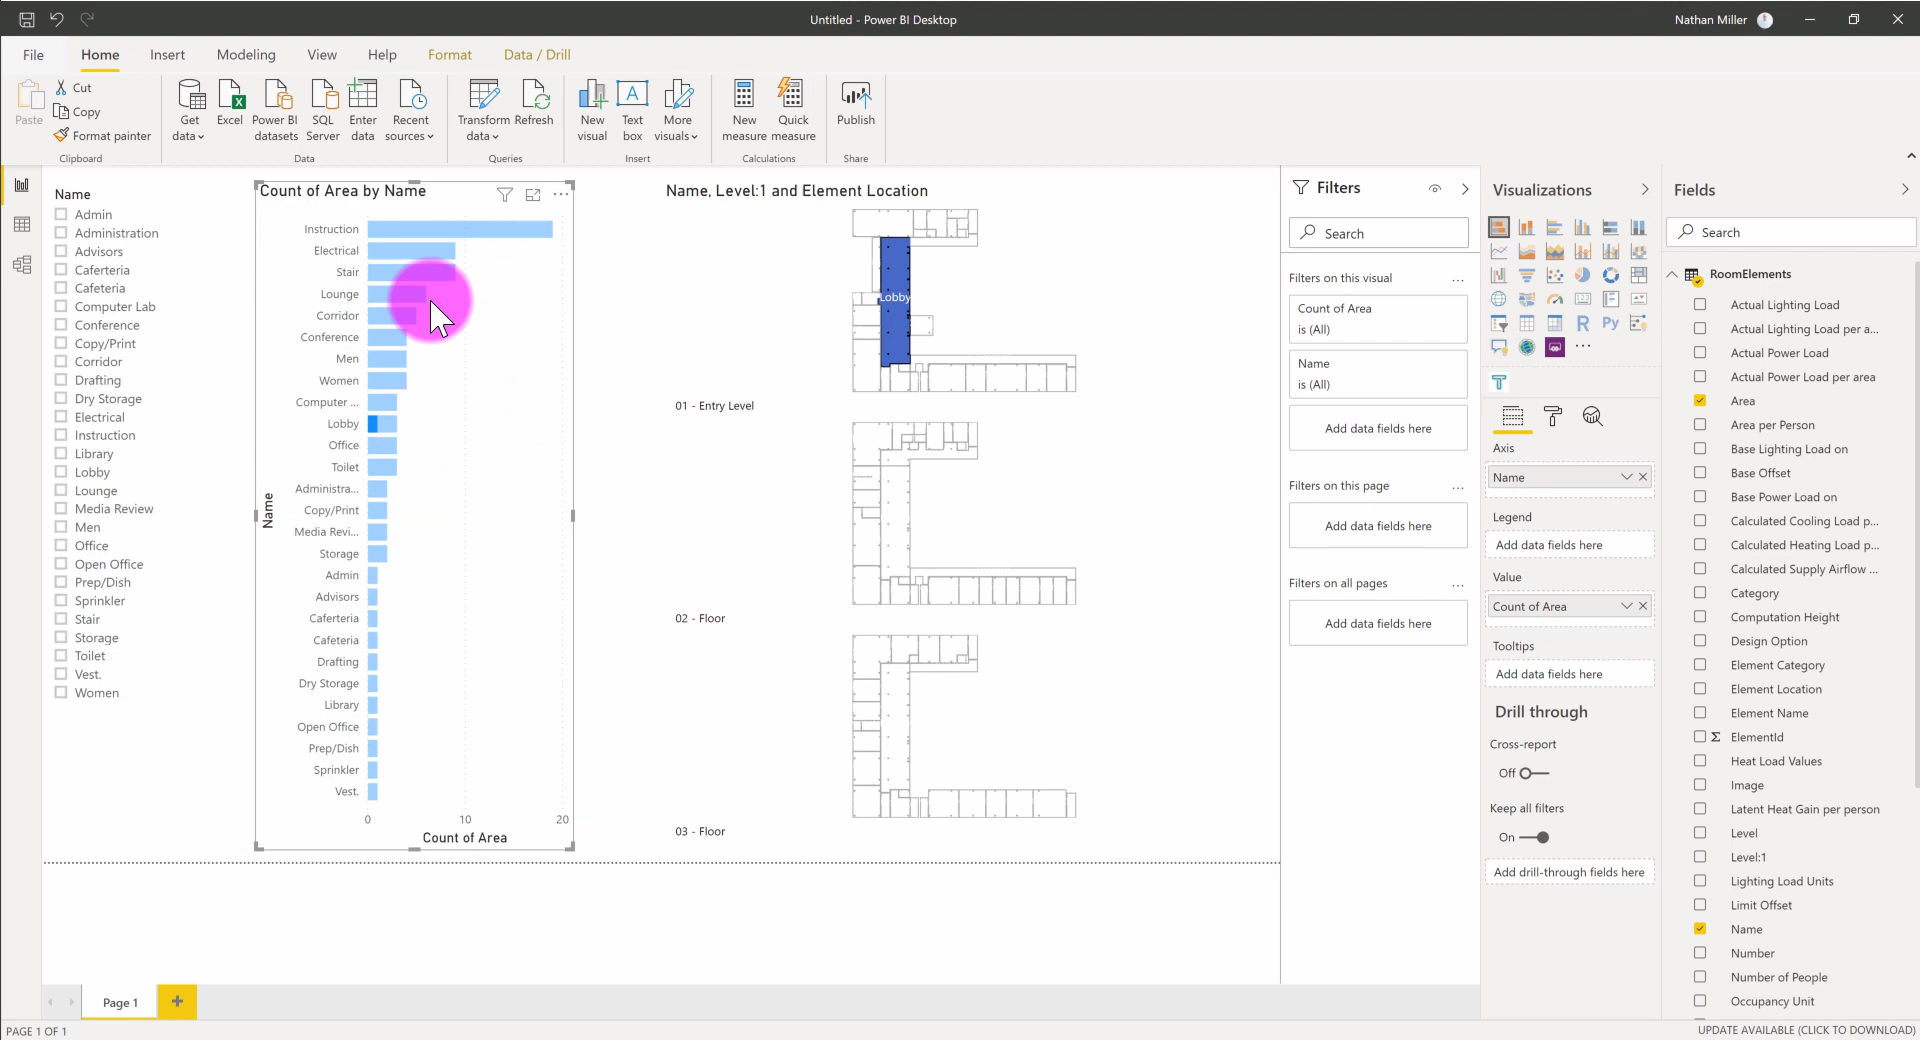 Untitled - Power BI Desktop
Nathan Miller
File
Home
Insert
Modeling
View
Help
Format
Data / Drill
Paste
Cut
Copy
Format painter
Clipboard
Get
data
Excel
Power BI
datasets
SQL
Server
Enter
data
Recent
sources
Data
Transform
data
Refresh
Queries
New
visual
A
Text
box
More
visuals
Insert
New
measure
Quick
measure
Calculations
Publish
Share
Name
Admin
Administration
Advisors
Caferteria
Cafeteria
Computer Lab
Conference
Copy/Print
Corridor
Drafting
Dry Storage
Electrical
Instruction
Library
Lobby
Lounge
Media Review
Men
Office
Open Office
Prep/Dish
Sprinkler
Stair
Storage
Toilet
Vest.
Women
Count of Area by Name
Instruction
Electrical
Stair
Lounge
Corridor
Conference
Men
Women
Computer ...
Lobby
Office
Toilet
Administra...
Copy/Print
Media Revi...
Storage
Admin
Advisors
Caferteria
Cafeteria
Drafting
Dry Storage
Library
Open Office
Prep/Dish
Sprinkler
Vest.
Name
0 10 20
Count of Area
Name, Level:1 and Element Location
Lobby
01 - Entry Level
02 - Floor
03 - Floor
Filters
Search
Filters on this visual
...
Count of Area
is (All)
Name
is (All)
Add data fields here
Filters on this page
...
Add data fields here
Filters on all pages
...
Add data fields here
Visualizations
R
Py
...
Axis
Name
Legend
Add data fields here
Value
Count of Area
Tooltips
Add data fields here
Drill through
Cross-report
Off
Keep all filters
On
Add drill-through fields here
Fields
Search
RoomElements
Actual Lighting Load
Actual Lighting Load per a...
Actual Power Load
Actual Power Load per area
Area
Area per Person
Base Lighting Load on
Base Offset
Base Power Load on
Calculated Cooling Load p...
Calculated Heating Load p...
Calculated Supply Airflow ...
Category
Computation Height
Design Option
Element Category
Element Location
Element Name
Σ ElementId
Heat Load Values
Image
Latent Heat Gain per person
Level
Level:1
Lighting Load Units
Limit Offset
Name
Number
Number of People
Occupancy Unit
Page 1
+
PAGE 1 OF 1
UPDATE AVAILABLE (CLICK TO DOWNLOAD)